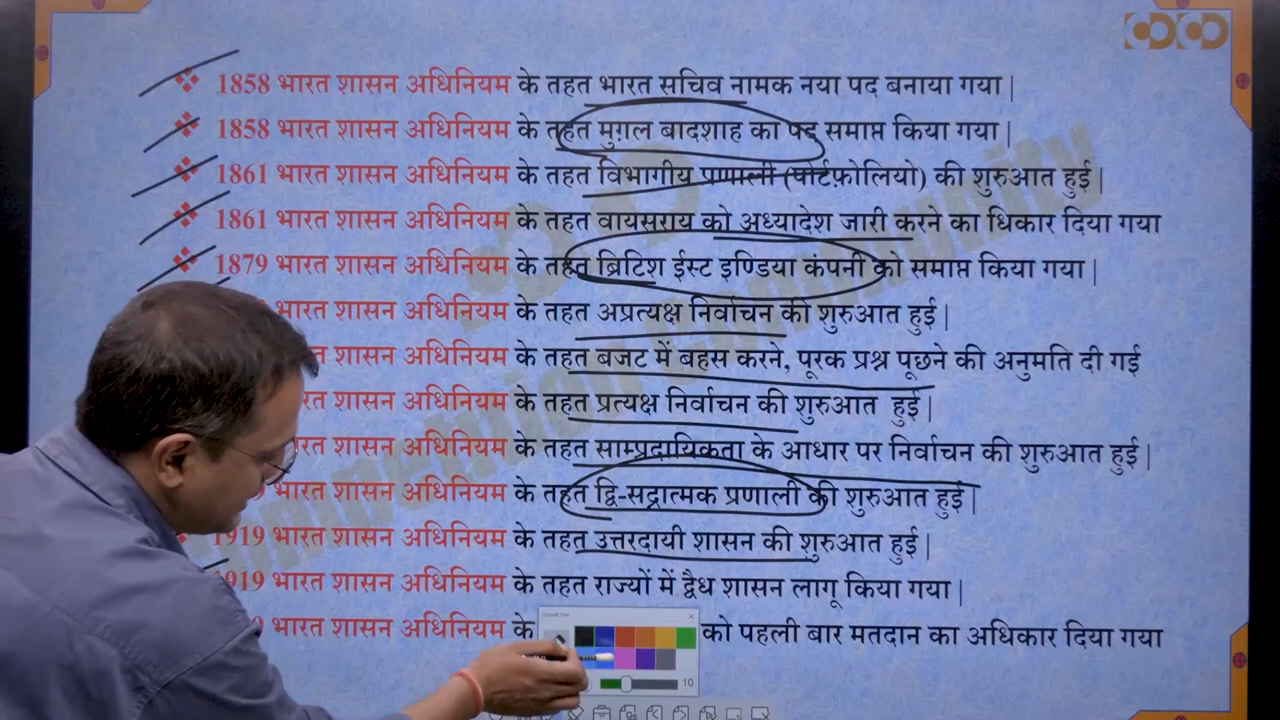 1858 भारत शासन अधिनियम के तहत भारत सचिव नामक नया पद बनाया गया |
1858 भारत शासन अधिनियम के तहत मुग़ल बादशाह का पद समाप्त किया गया |
1861 भारत शासन अधिनियम के तहत विभागीय प्रणाली (पोर्टफ़ोलियो) की शुरुआत हुई |
1861 भारत शासन अधिनियम के तहत वायसराय को अध्यादेश जारी करने का धिकार दिया गया
1879 भारत शासन अधिनियम के तहत ब्रिटिश ईस्ट इण्डिया कंपनी को समाप्त किया गया |
भारत शासन अधिनियम के तहत अप्रत्यक्ष निर्वाचन की शुरुआत हुई |
शासन अधिनियम के तहत बजट में बहस करने, पूरक प्रश्न पूछने की अनुमति दी गई
शासन अधिनियम के तहत प्रत्यक्ष निर्वाचन की शुरुआत हुई |
शासन अधिनियम के तहत साम्प्रदायिकता के आधार पर निर्वाचन की शुरुआत हुई |
भारत शासन अधिनियम के तहत द्वि-सद्नात्मक प्रणाली की शुरुआत हुई |
1919 भारत शासन अधिनियम के तहत उत्तरदायी शासन की शुरुआत हुई |
1919 भारत शासन अधिनियम के तहत राज्यों में द्वैध शासन लागू किया गया |
भारत शासन अधिनियम के को पहली बार मतदान का अधिकार दिया गया
10